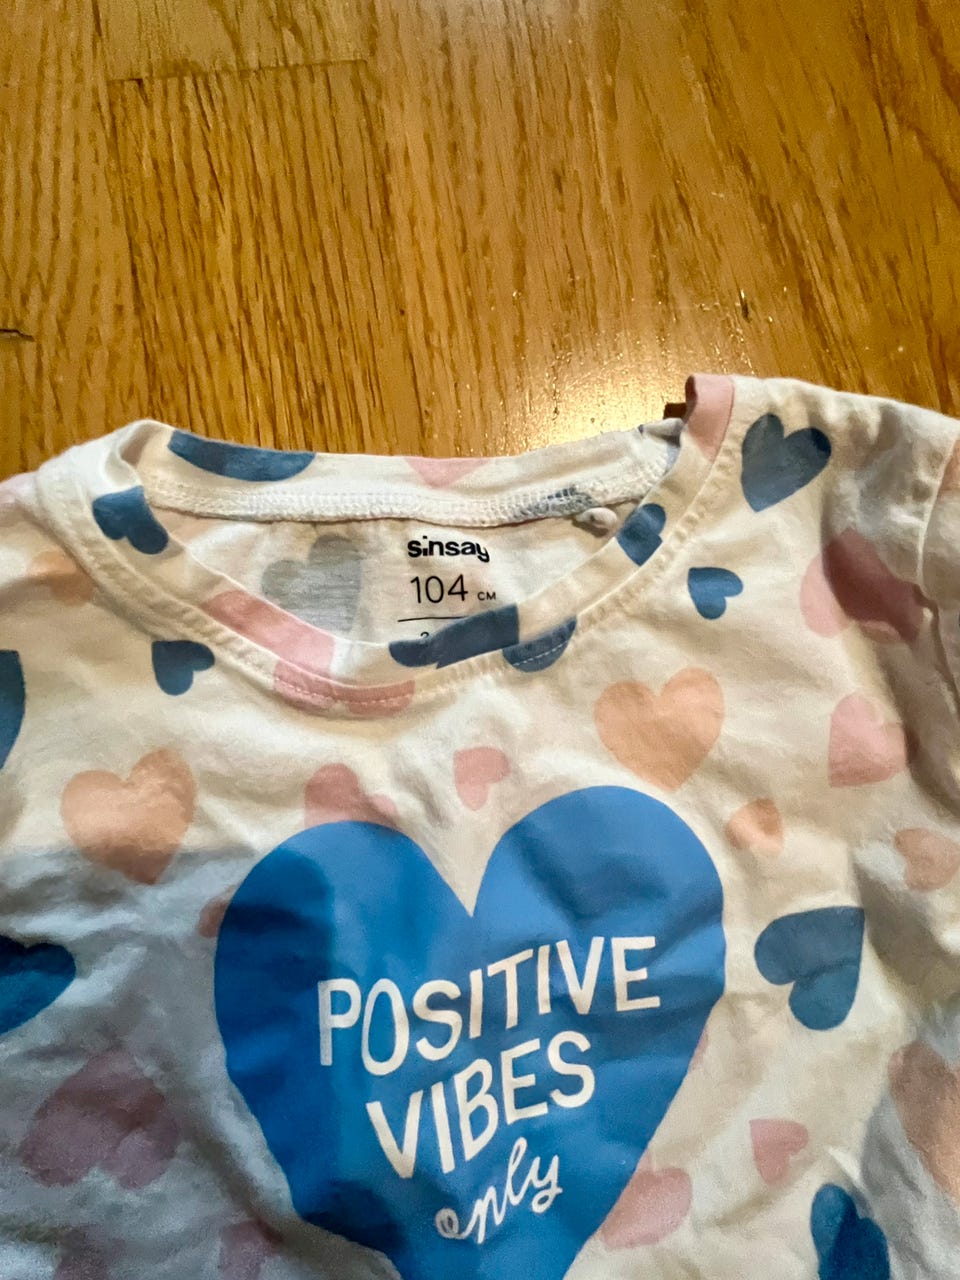 sinsay
104 CM
POSITIVE
VIBES
only